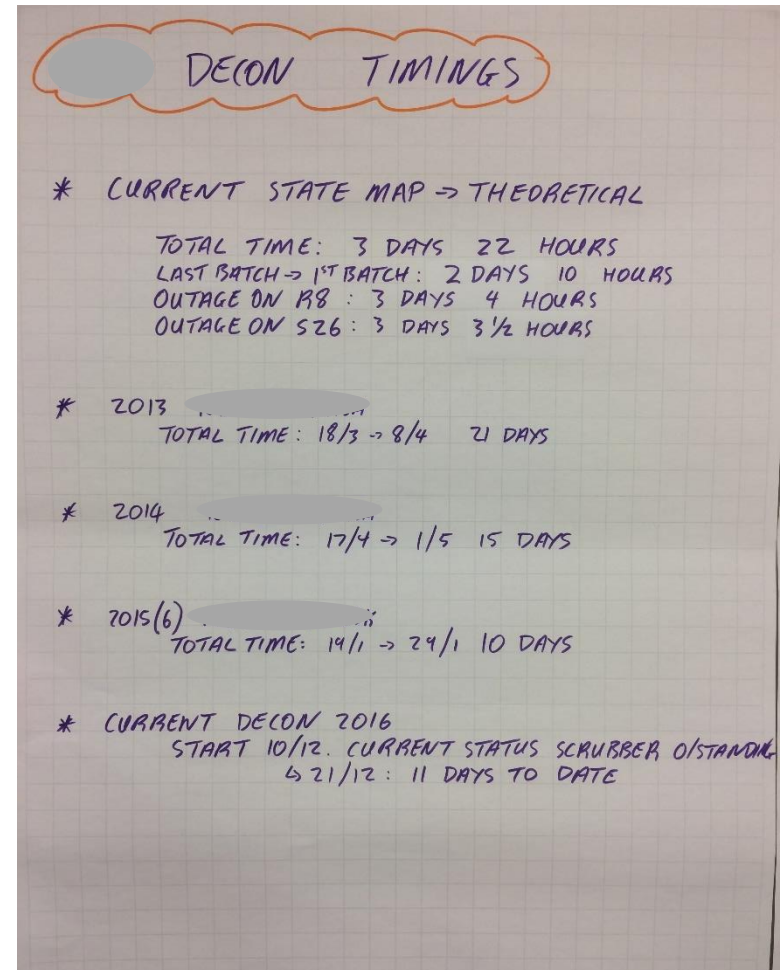 DECON TIMINGS
* CURRENT STATE MAP → THEORETICAL
TOTAL TIME: 3 DAYS 22 HOURS
LAST BATCH → 1ST BATCH: 2 DAYS 10 HOURS
OUTAGE ON R8: 3 DAYS 4 HOURS
OUTAGE ON S26: 3 DAYS 3 1/2 HOURS
* 2013
TOTAL TIME: 18/3 → 8/4 21 DAYS
* 2014
TOTAL TIME: 17/4 → 1/5 15 DAYS
* 2015(6)
TOTAL TIME: 14/1 → 24/1 10 DAYS
* CURRENT DECON 2016
START 10/12. CURRENT STATUS SCRUBBER O/STANDING
↳ 21/12: 11 DAYS TO DATE